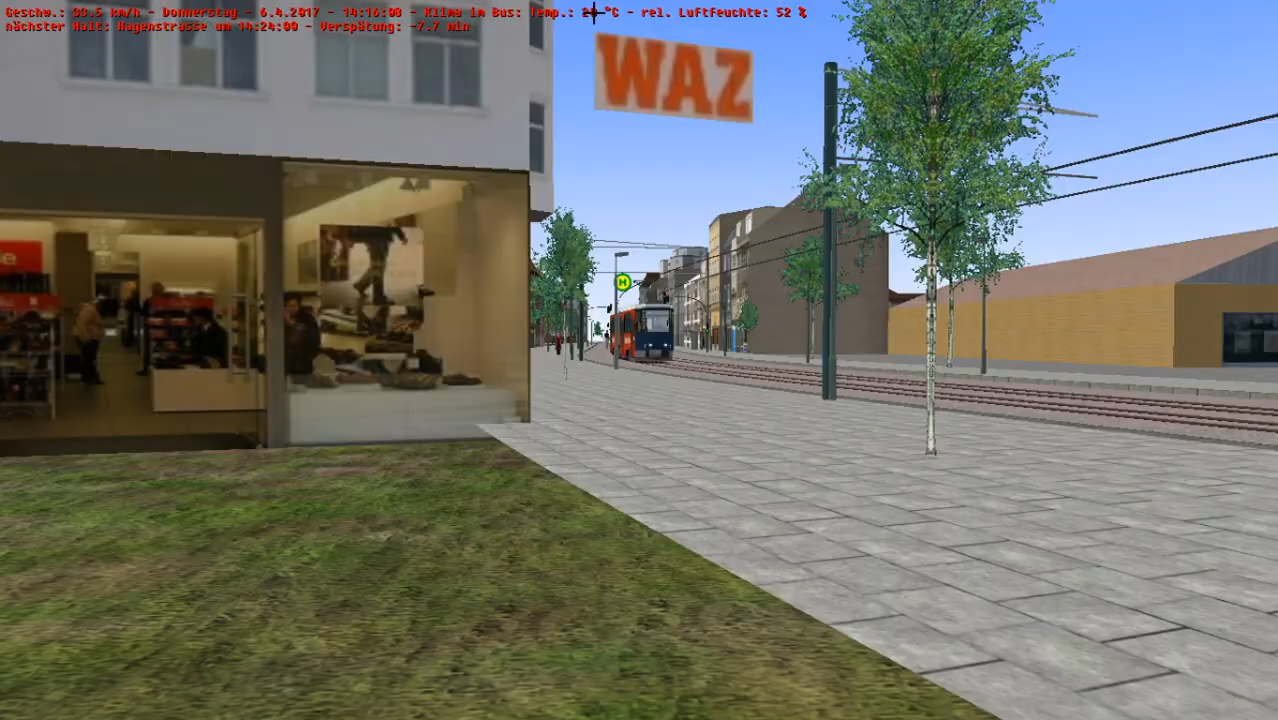 Geschw.: 30.5 km/h - Donnerstag - 6.4.2017 - 14:16:08 - Klima im Bus: Temp.: °C - rel. Luftfeuchte: 52 %
nächster Halt: Hagenstrasse um 14:24:00 - Verspätung: -7.7 min
WAZ
H
e